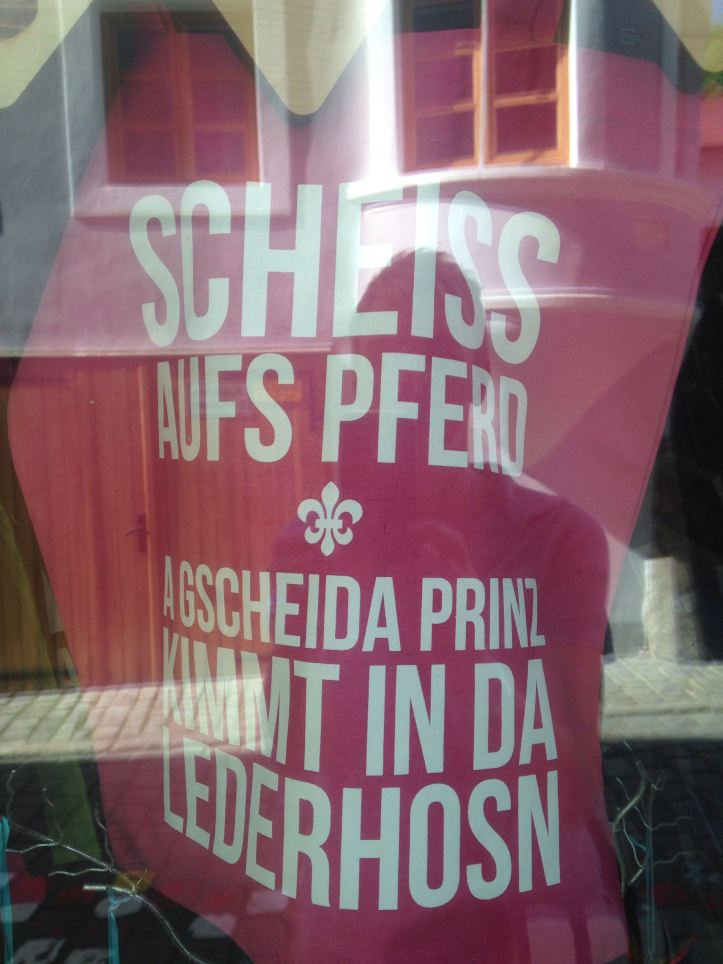 SCHEISS
AUFS PFERD
A GSCHEIDA PRINZ
KIMMT IN DA
LEDERHOSN